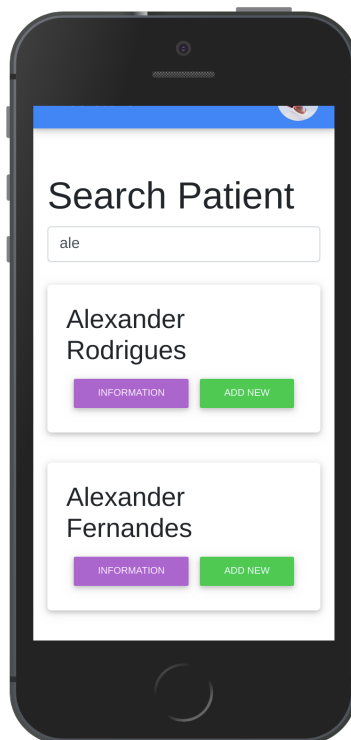 Search Patient
ale
Alexander
Rodrigues
INFORMATION ADD NEW
Alexander
Fernandes
INFORMATION ADD NEW